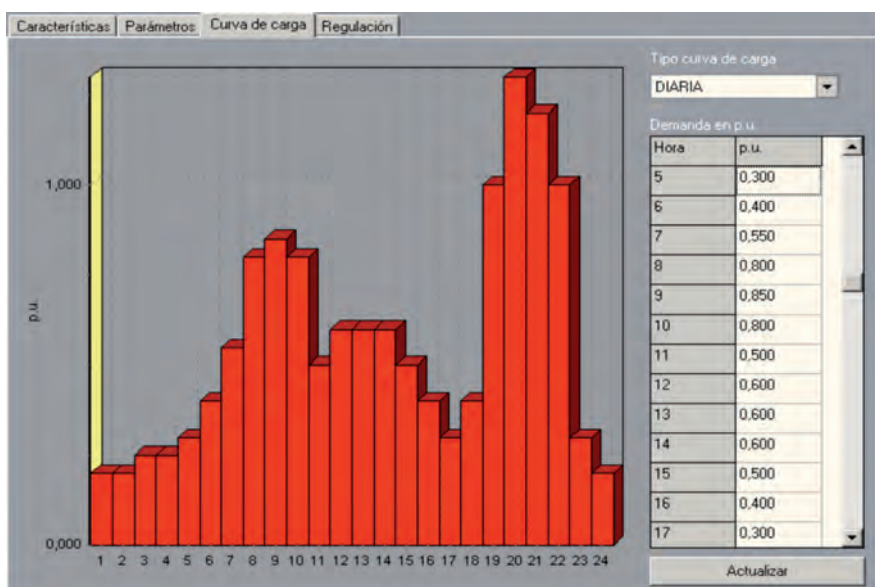 Características Parámetros Curva de carga Regulación
Tipo curva de carga
DIARIA
Demanda en p.u.
Hora p.u.
5 0,300
6 0,400
7 0,550
8 0,800
9 0,850
10 0,800
11 0,500
12 0,600
13 0,600
14 0,600
15 0,500
16 0,400
17 0,300
Actualizar
1,000
p.u.
0,000
1 2 3 4 5 6 7 8 9 10 11 12 13 14 15 16 17 18 19 20 21 22 23 24